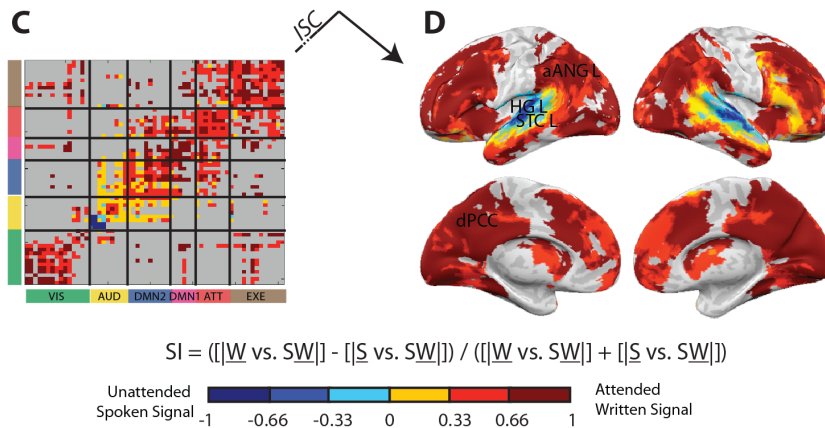 C
ISC
D
aANG L
HG L
STC L
dPCC
VIS AUD DMN2 DMN1 ATT EXE
SI = ([|W vs. SW|] - [|S vs. SW|]) / ([|W vs. SW|] + [|S vs. SW|])
Unattended
Spoken Signal
-1 -0.66 -0.33 0 0.33 0.66 1
Attended
Written Signal